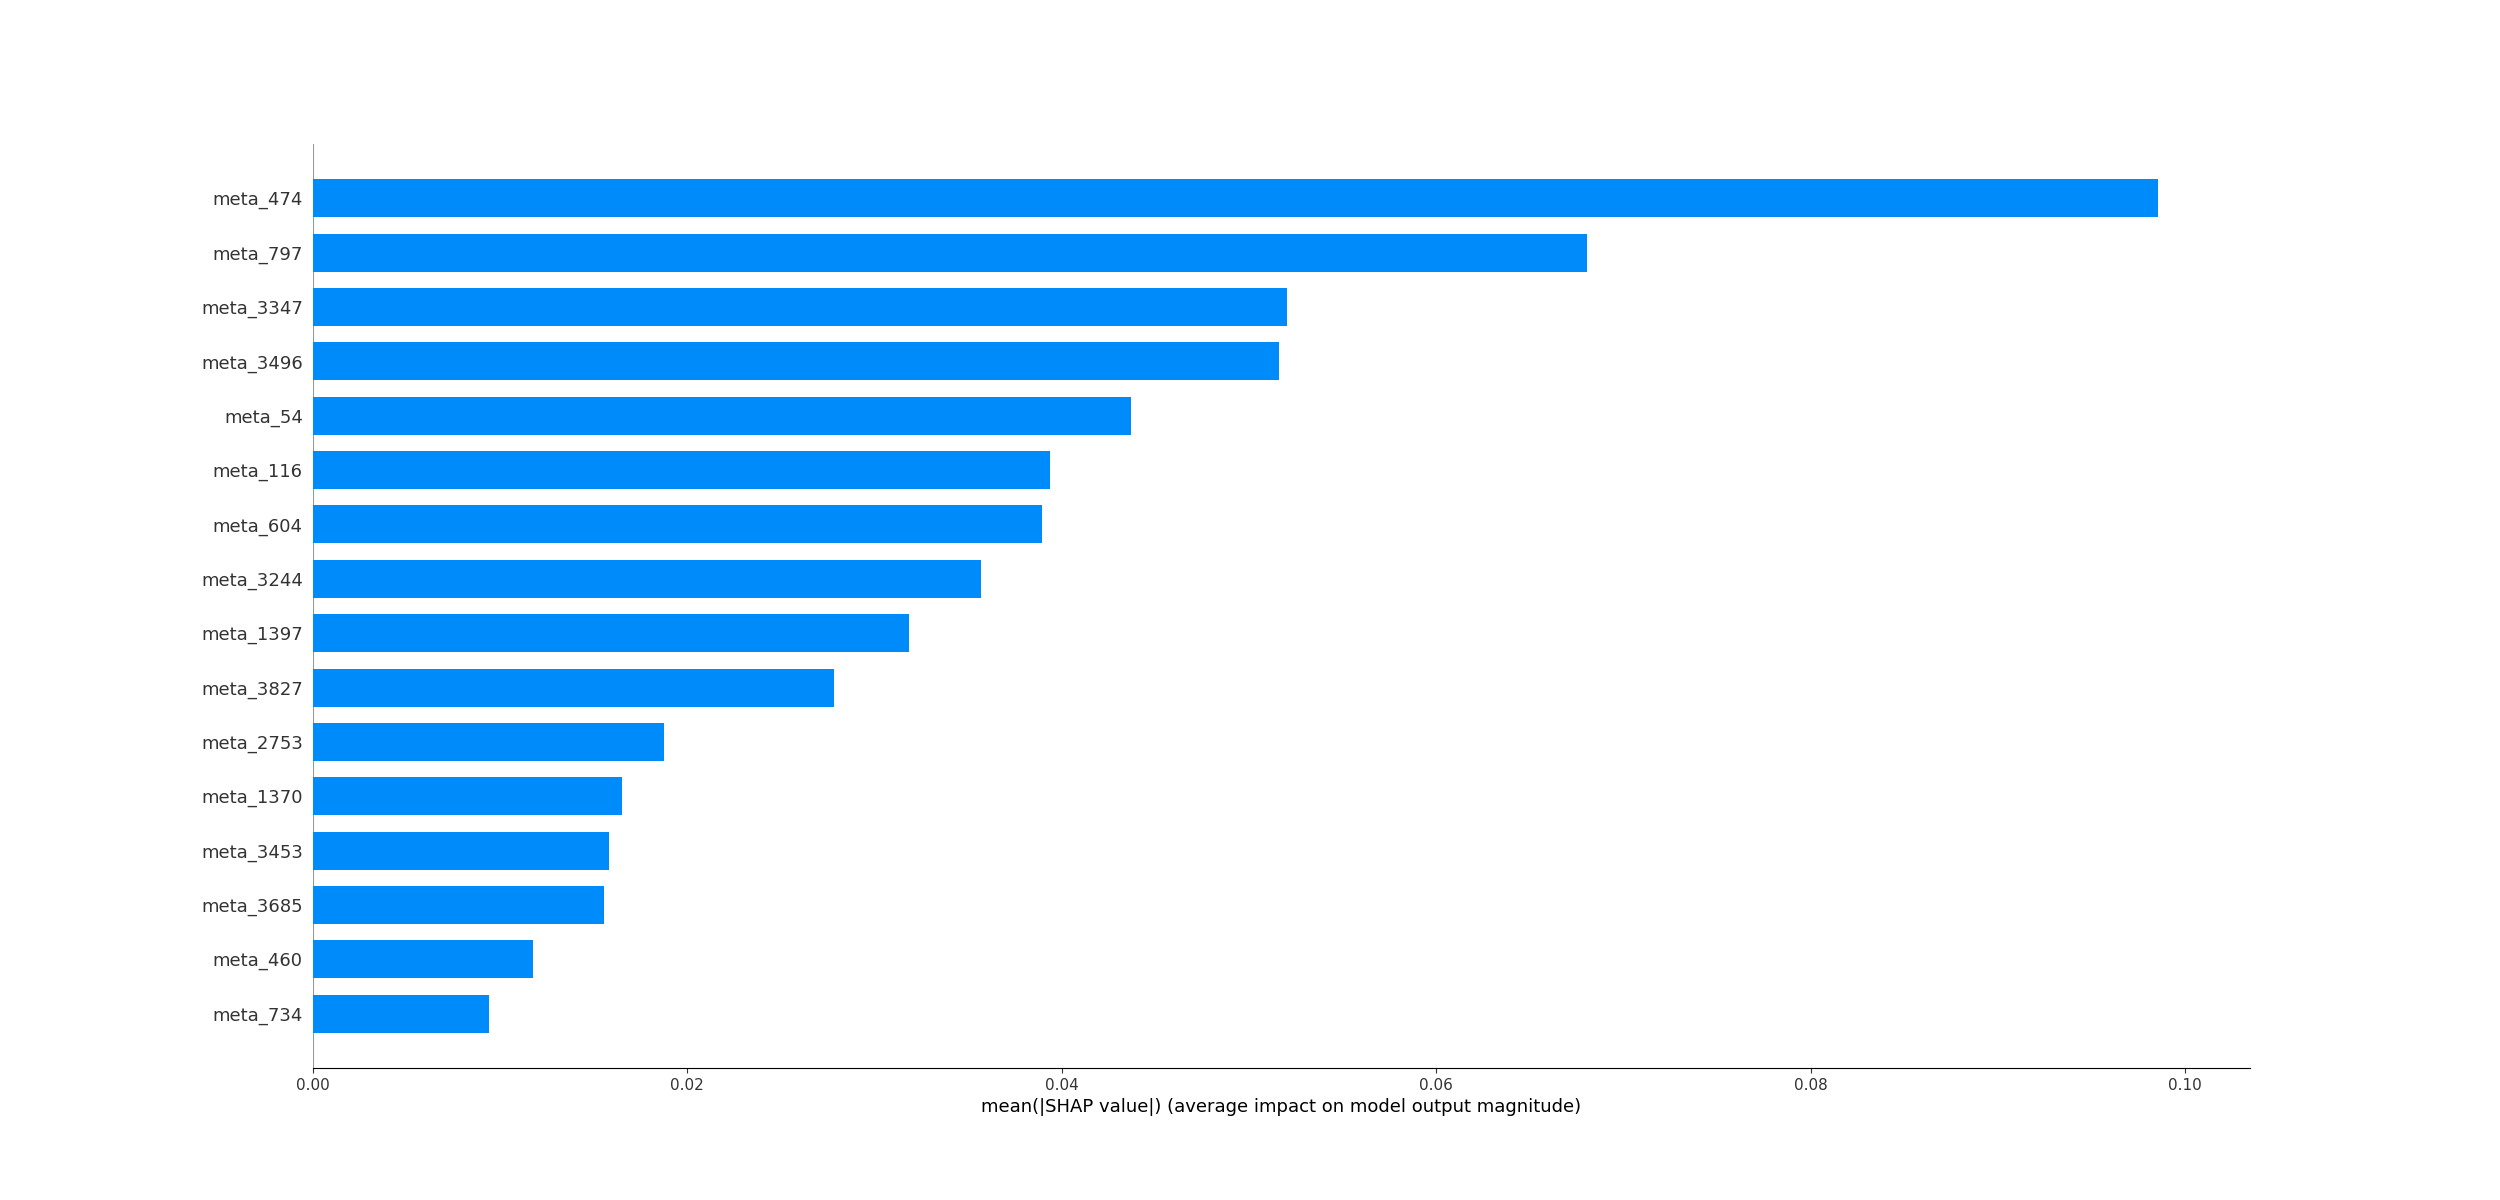 meta_474
meta_797
meta_3347
meta_3496
meta_54
meta_116
meta_604
meta_3244
meta_1397
meta_3827
meta_2753
meta_1370
meta_3453
meta_3685
meta_460
meta_734
0.00 0.02 0.04 0.06 0.08 0.10
mean(|SHAP value|) (average impact on model output magnitude)